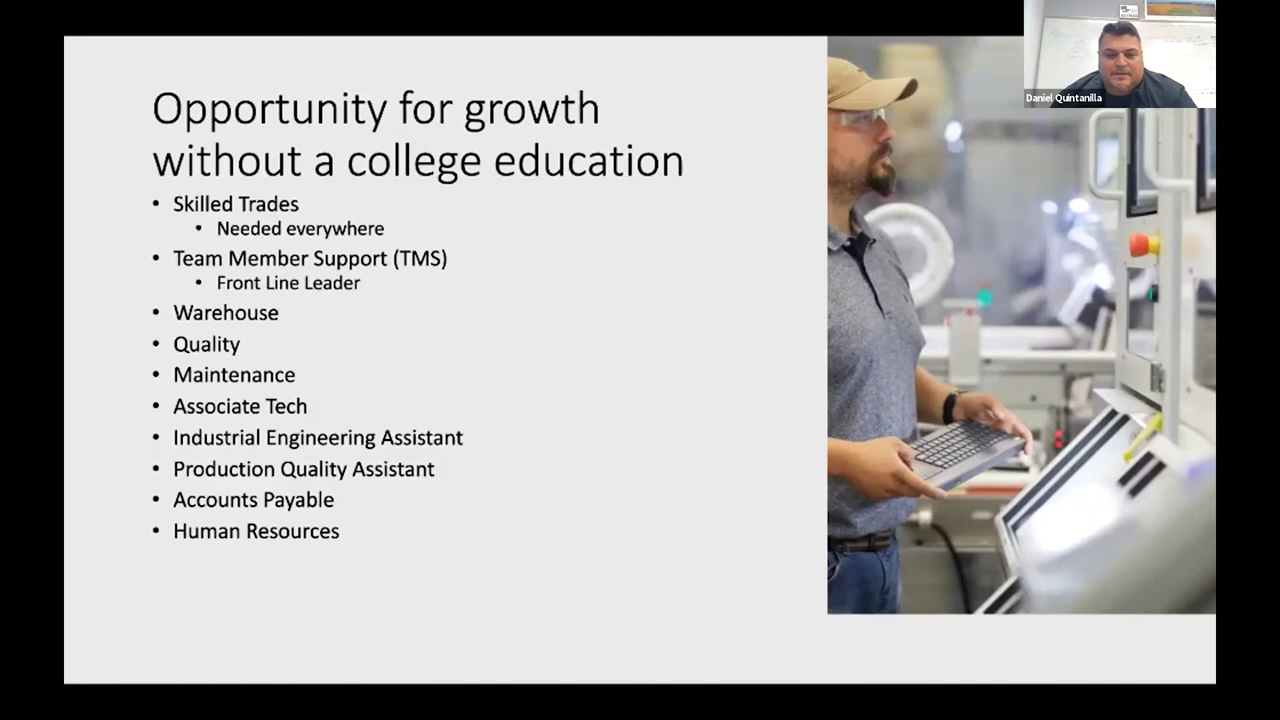 Opportunity for growth
without a college education
• Skilled Trades
• Needed everywhere
• Team Member Support (TMS)
• Front Line Leader
• Warehouse
• Quality
• Maintenance
• Associate Tech
• Industrial Engineering Assistant
• Production Quality Assistant
• Accounts Payable
• Human Resources
Daniel Quintanilla